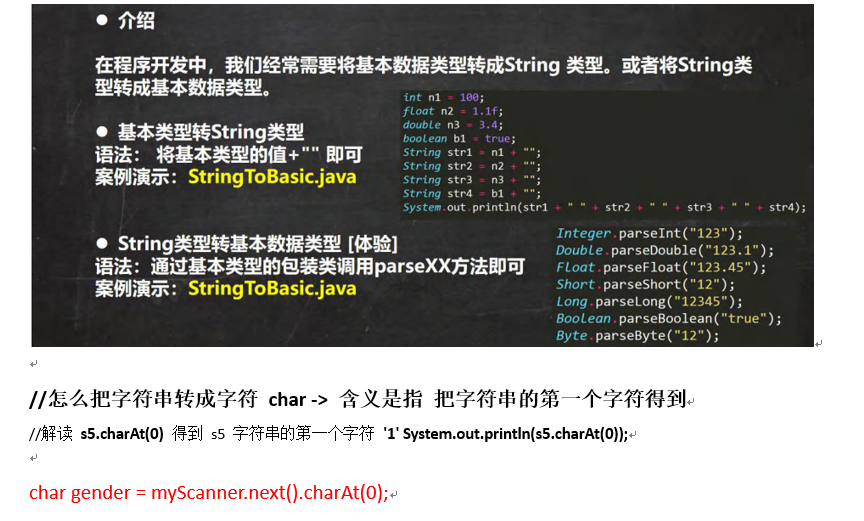 ● 介绍
在程序开发中，我们经常需要将基本数据类型转成String 类型。或者将String类
型转成基本数据类型。
● 基本类型转String类型
语法： 将基本类型的值+"" 即可
案例演示：StringToBasic.java
int n1 = 100;
float n2 = 1.1f;
double n3 = 3.4;
boolean b1 = true;
String str1 = n1 + "";
String str2 = n2 + "";
String str3 = n3 + "";
String str4 = b1 + "";
System.out.println(str1 + " " + str2 + " " + str3 + " " + str4);
● String类型转基本数据类型 [体验]
语法：通过基本类型的包装类调用parseXX方法即可
案例演示：StringToBasic.java
Integer.parseInt("123");
Double.parseDouble("123.1");
Float.parseFloat("123.45");
Short.parseShort("12");
Long.parseLong("12345");
Boolean.parseBoolean("true");
Byte.parseByte("12");
//怎么把字符串转成字符 char -> 含义是指 把字符串的第一个字符得到
//解读 s5.charAt(0) 得到 s5 字符串的第一个字符 '1' System.out.println(s5.charAt(0));
char gender = myScanner.next().charAt(0);